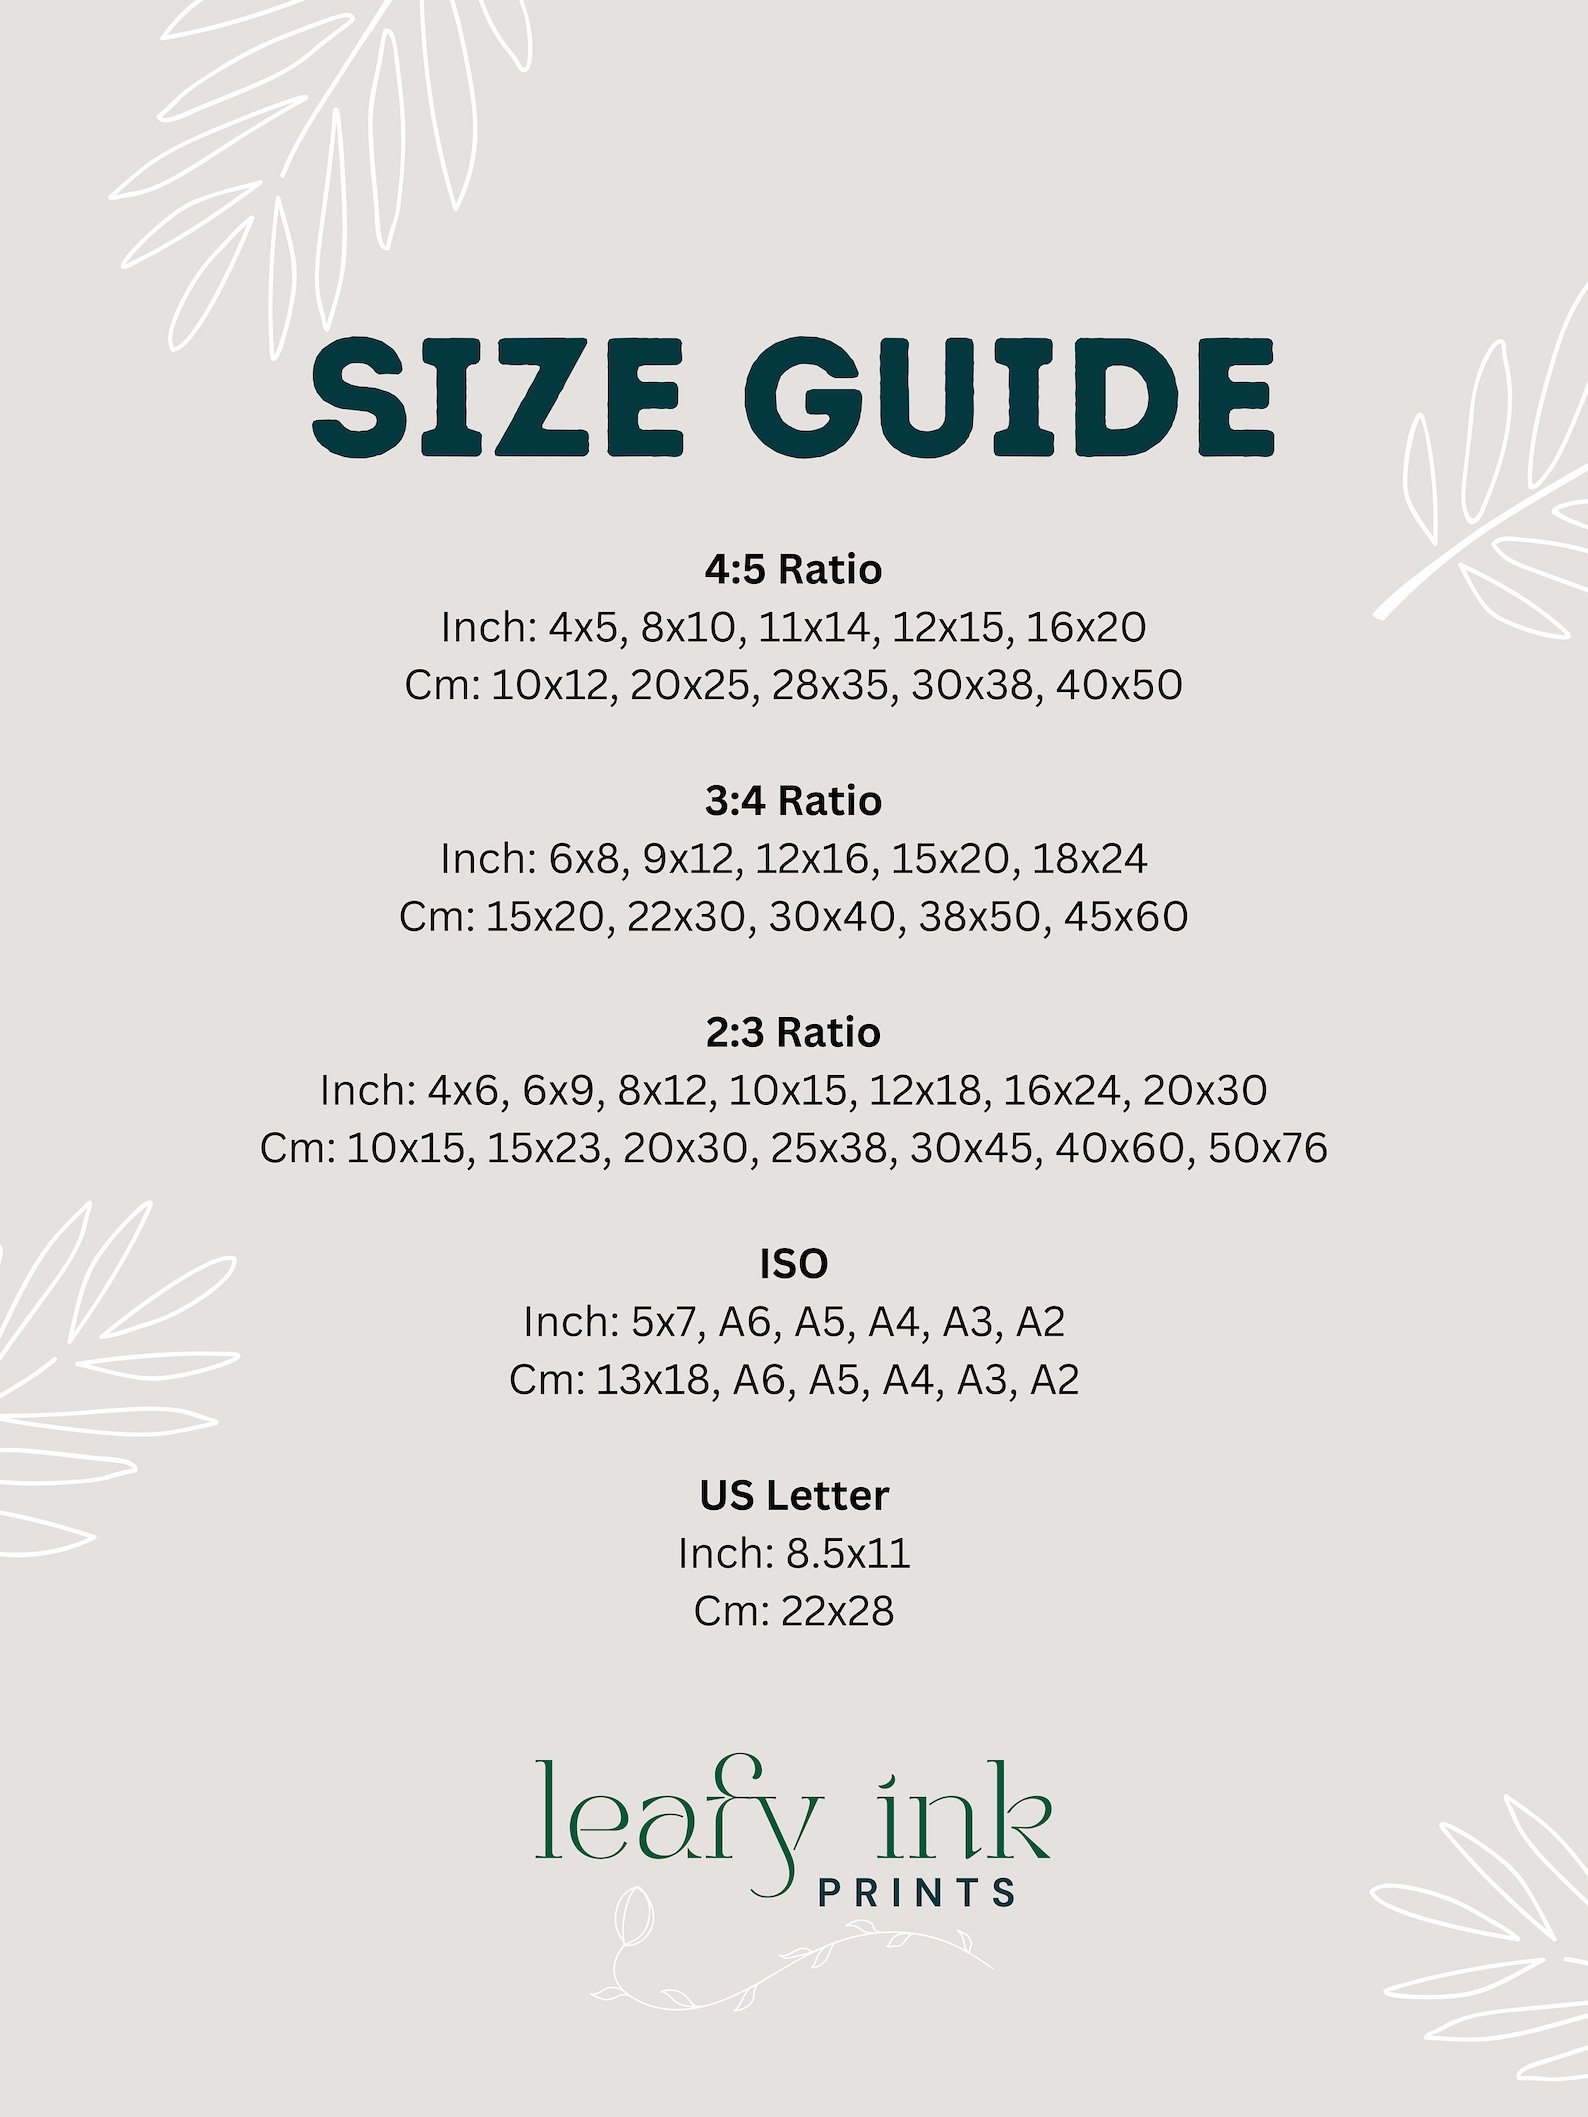 SIZE GUIDE
4:5 Ratio
Inch: 4x5, 8x10, 11x14, 12x15, 16x20
Cm: 10x12, 20x25, 28x35, 30x38, 40x50
3:4 Ratio
Inch: 6x8, 9x12, 12x16, 15x20, 18x24
Cm: 15x20, 22x30, 30x40, 38x50, 45x60
2:3 Ratio
Inch: 4x6, 6x9, 8x12, 10x15, 12x18, 16x24, 20x30
Cm: 10x15, 15x23, 20x30, 25x38, 30x45, 40x60, 50x76
ISO
Inch: 5x7, A6, A5, A4, A3, A2
Cm: 13x18, A6, A5, A4, A3, A2
US Letter
Inch: 8.5x11
Cm: 22x28
leafy ink
PRINTS